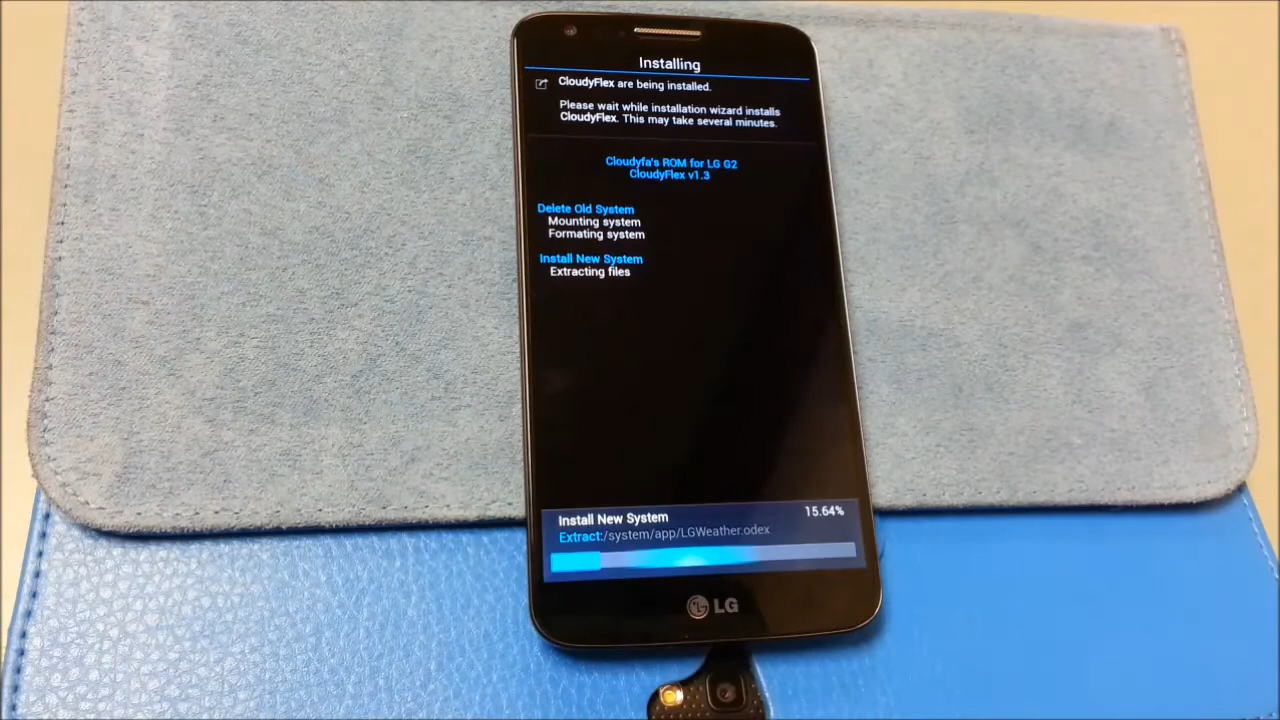 Installing
CloudyFlex are being installed.
Please wait while installation wizard installs
CloudyFlex. This may take several minutes.
Cloudyfa's ROM for LG G2
CloudyFlex v1.3
Delete Old System
Mounting system
Formating system
Install New System
Extracting files
Install New System 15.64%
Extract:/system/app/LGWeather.odex
LG